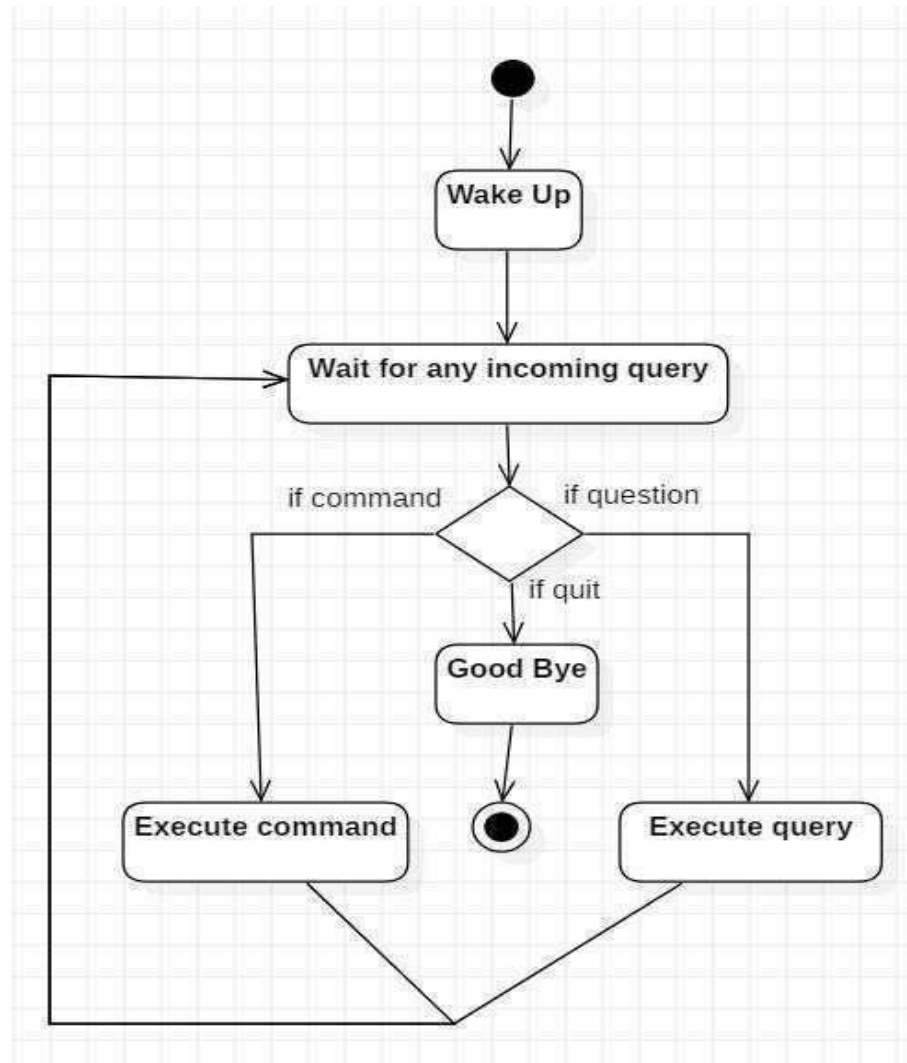 Wake Up
Wait for any incoming query
if command
if question
if quit
Good Bye
Execute command
Execute query